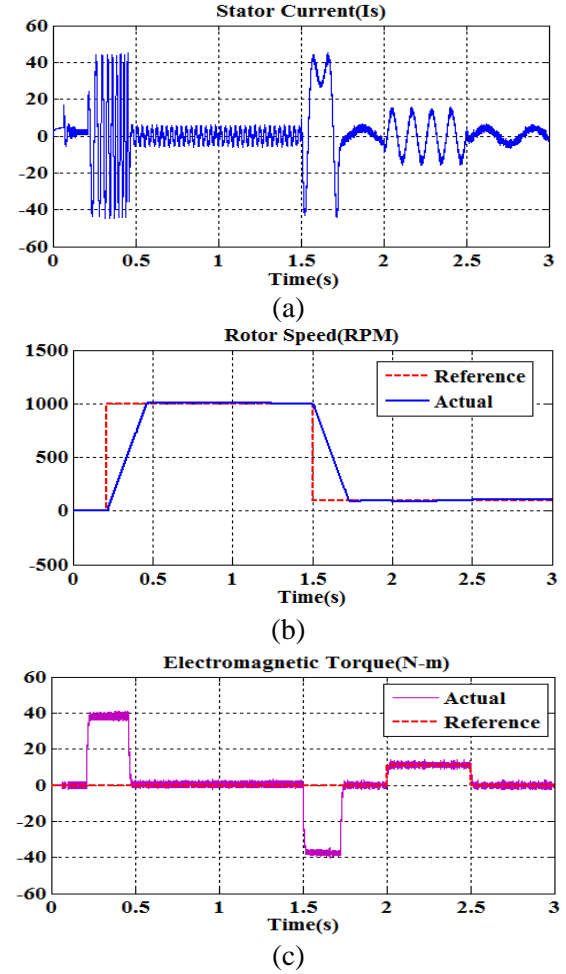 Stator Current(Is)
60
40
20
0
-20
-40
-60
0 0.5 1 1.5 2 2.5 3
Time(s)
(a)
Rotor Speed(RPM)
1500
1000
500
0
-500
Reference
Actual
0 0.5 1 1.5 2 2.5 3
Time(s)
(b)
Electromagnetic Torque(N-m)
60
40
20
0
-20
-40
-60
Actual
Reference
0 0.5 1 1.5 2 2.5 3
Time(s)
(c)